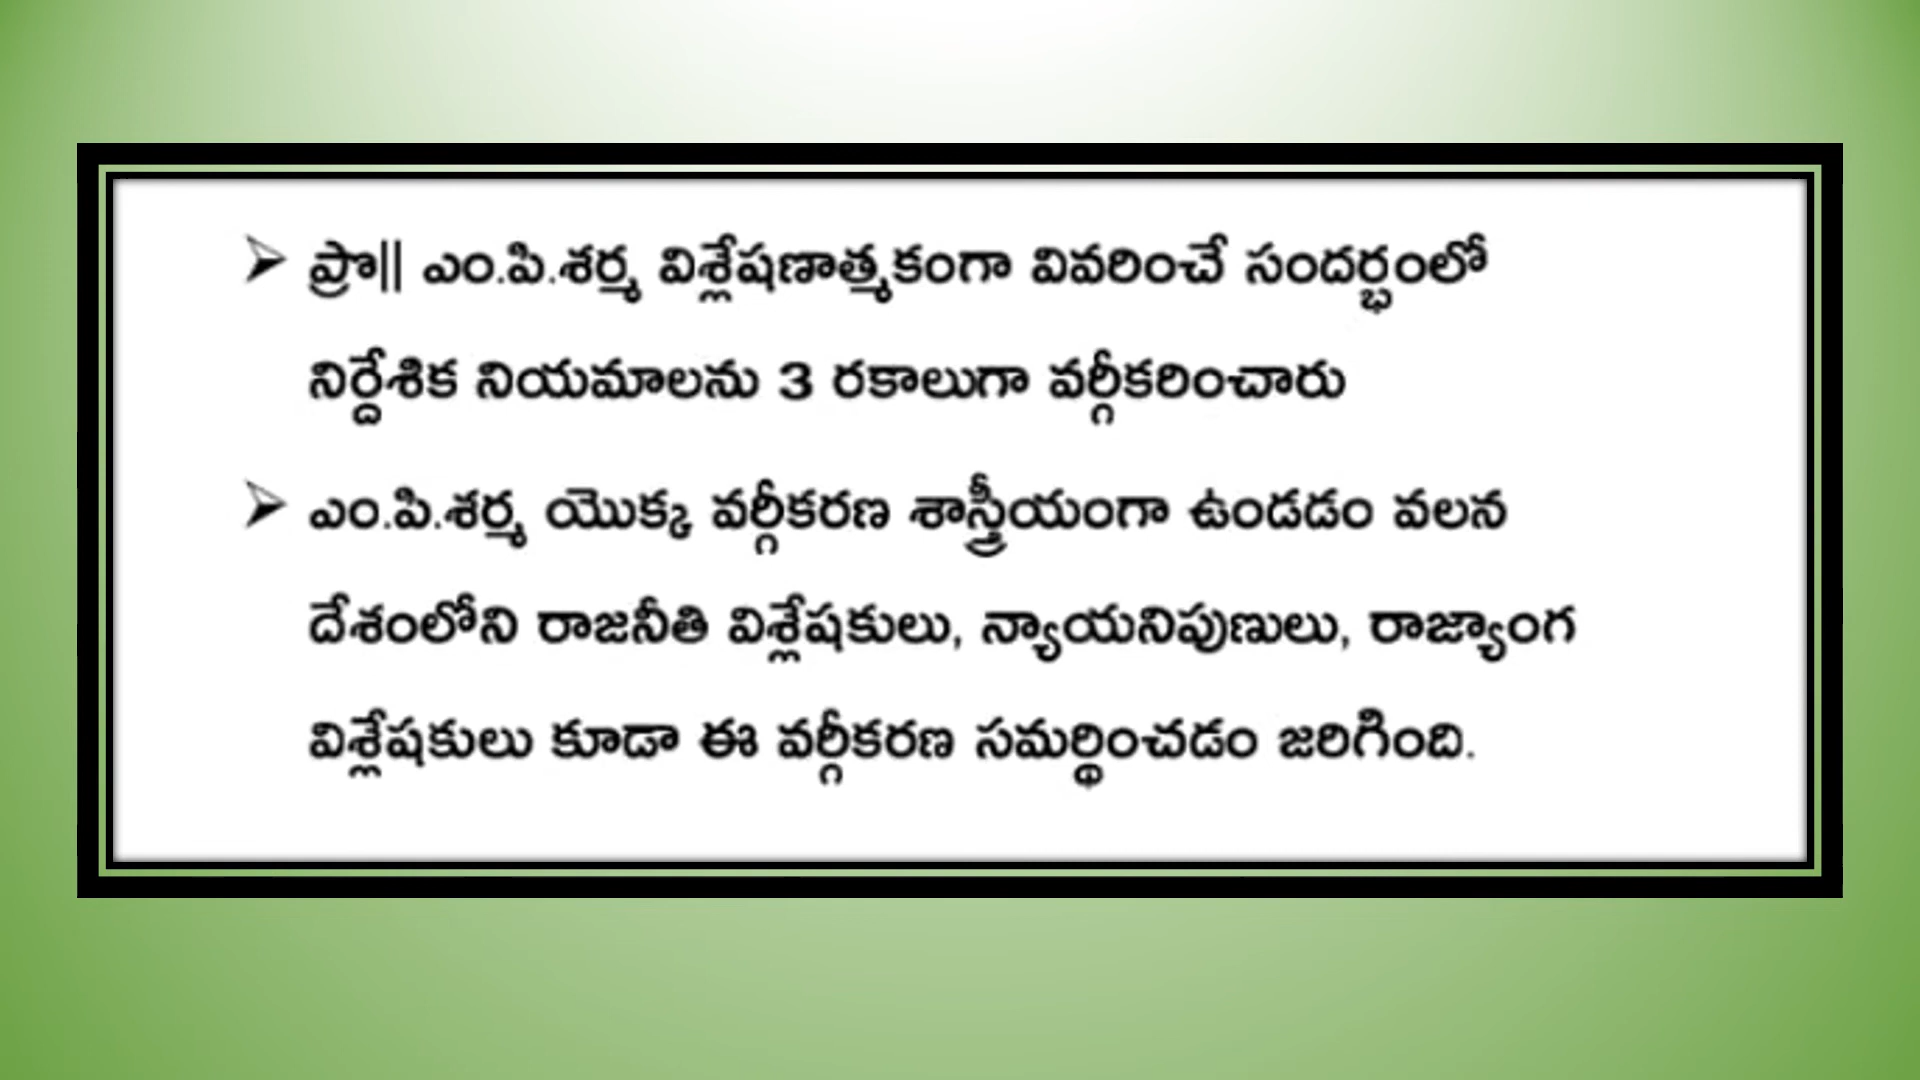 ➢ ప్రొ|| ఎం.పి.శర్మ విశ్లేషణాత్మకంగా వివరించే సందర్భంలో
నిర్దేశిక నియమాలను 3 రకాలుగా వర్గీకరించారు
➢ ఎం.పి.శర్మ యొక్క వర్గీకరణ శాస్త్రీయంగా ఉండడం వలన
దేశంలోని రాజనీతి విశ్లేషకులు, న్యాయనిపుణులు, రాజ్యాంగ
విశ్లేషకులు కూడా ఈ వర్గీకరణ సమర్థించడం జరిగింది.